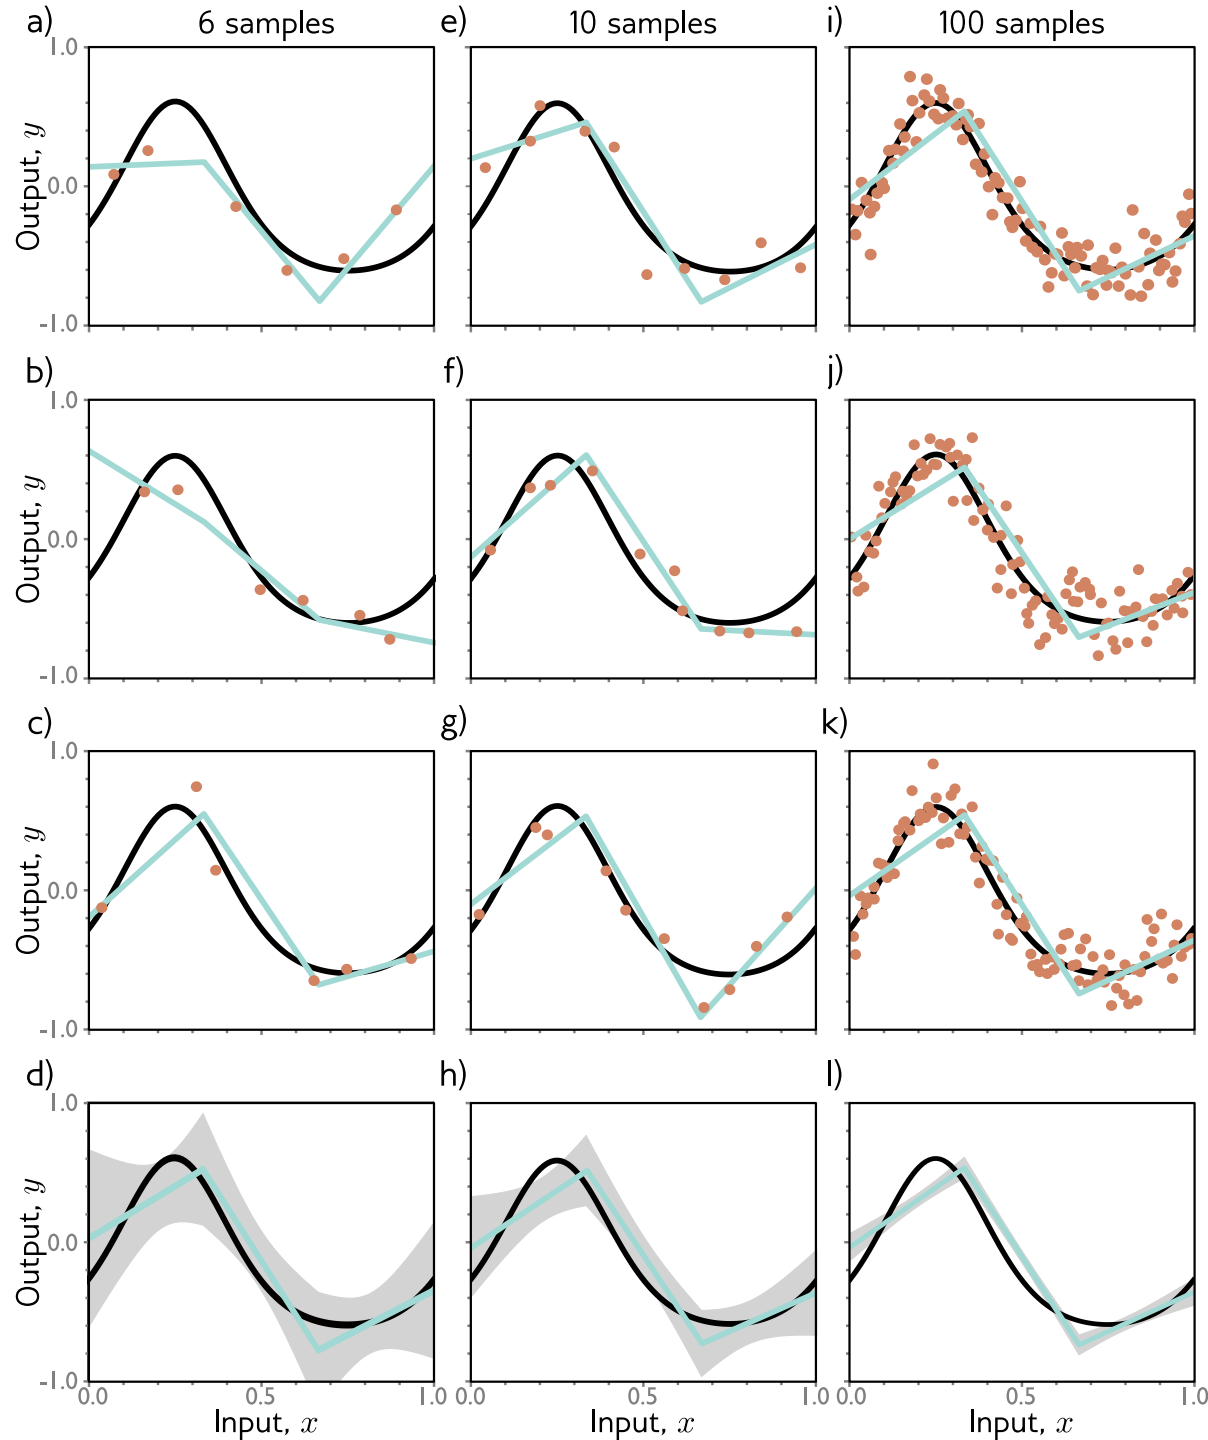 a) 6 samples e) 10 samples i) 100 samples
1.0
Output, y
0.0
-1.0
b) f) j)
1.0
Output, y
0.0
-1.0
c) g) k)
1.0
Output, y
0.0
-1.0
d) h) l)
1.0
Output, y
0.0
-1.0
0.0 0.5 1.0 0.0 0.5 1.0 0.0 0.5 1.0
Input, x Input, x Input, x